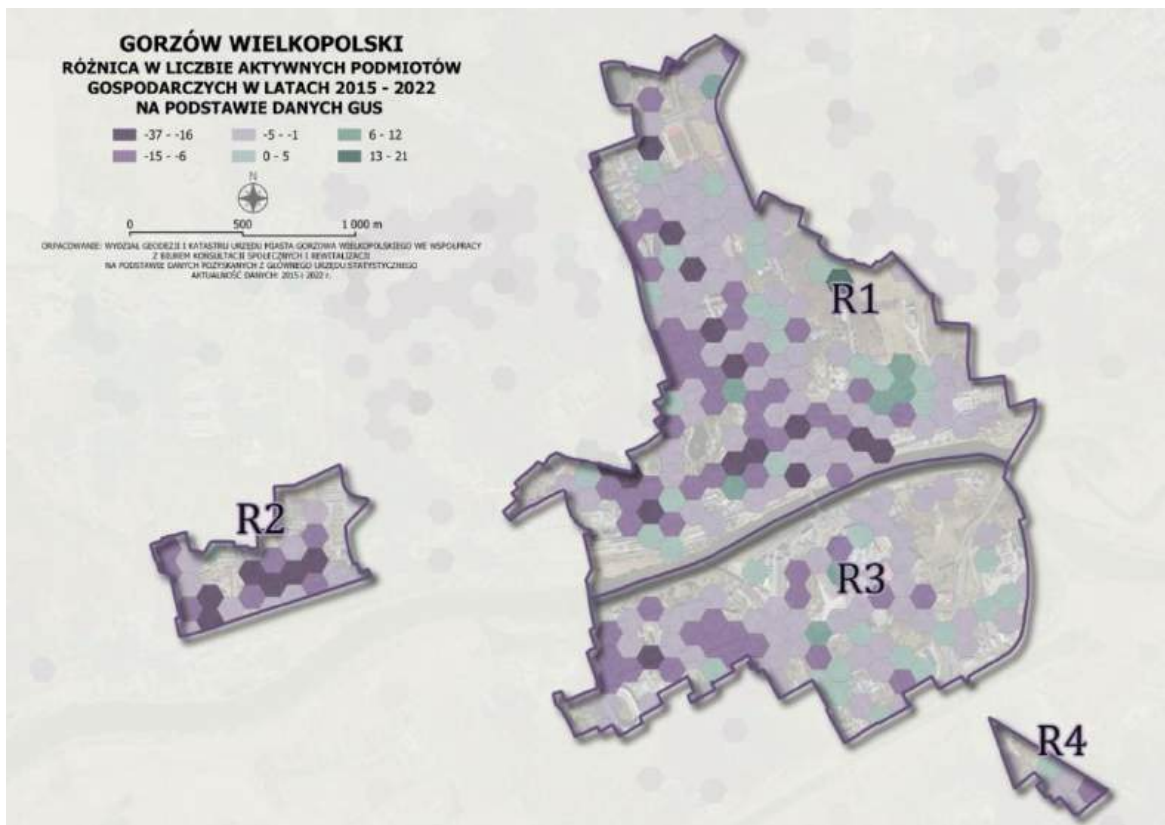 GORZÓW WIELKOPOLSKI
RÓŻNICA W LICZBIE AKTYWNYCH PODMIOTÓW
GOSPODARCZYCH W LATACH 2015 - 2022
NA PODSTAWIE DANYCH GUS
-37 - -16 -5 - -1 6 - 12
-15 - -6 0 - 5 13 - 21
N
0 500 1 000 m
OPRACOWANIE: WYDZIAŁ GEODEZJI I KATASTRU URZĘDU MIASTA GORZOWA WIELKOPOLSKIEGO WE WSPÓŁPRACY
Z BIUREM KONSULTACJI SPOŁECZNYCH I REWITALIZACJI
NA PODSTAWIE DANYCH POZYSKANYCH Z GŁÓWNEGO URZĘDU STATYSTYCZNEGO
AKTUALNOŚĆ DANYCH: 2015 i 2022 r.
R1
R2
R3
R4